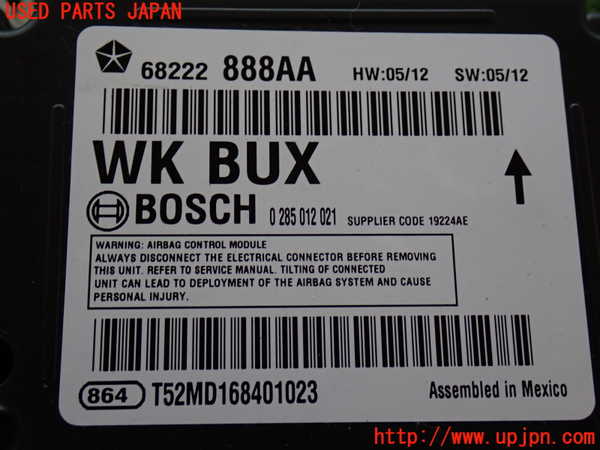 USED PARTS JAPAN
68222 888AA HW:05/12 SW:05/12
WK BUX
BOSCH 0 285 012 021 SUPPLIER CODE 19224AE
WARNING: AIRBAG CONTROL MODULE
ALWAYS DISCONNECT THE ELECTRICAL CONNECTOR BEFORE REMOVING
THIS UNIT. REFER TO SERVICE MANUAL. TILTING OF CONNECTED
UNIT CAN LEAD TO DEPLOYMENT OF THE AIRBAG SYSTEM AND CAUSE
PERSONAL INJURY.
864 T52MD168401023 Assembled in Mexico
http://www.upjpn.com/